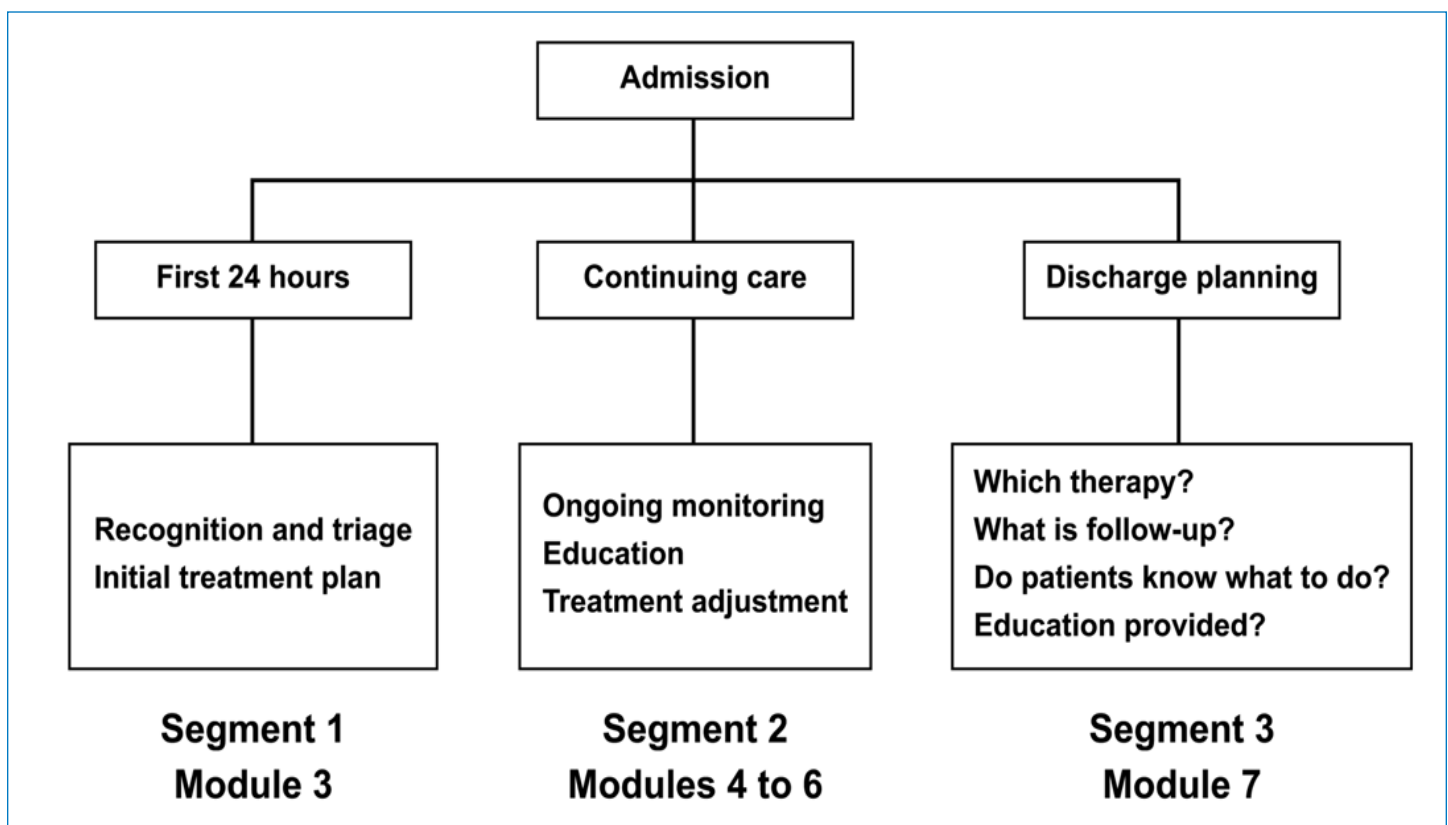 Admission
First 24 hours
Continuing care
Discharge planning
Recognition and triage
Initial treatment plan
Ongoing monitoring
Education
Treatment adjustment
Which therapy?
What is follow-up?
Do patients know what to do?
Education provided?
Segment 1
Module 3
Segment 2
Modules 4 to 6
Segment 3
Module 7